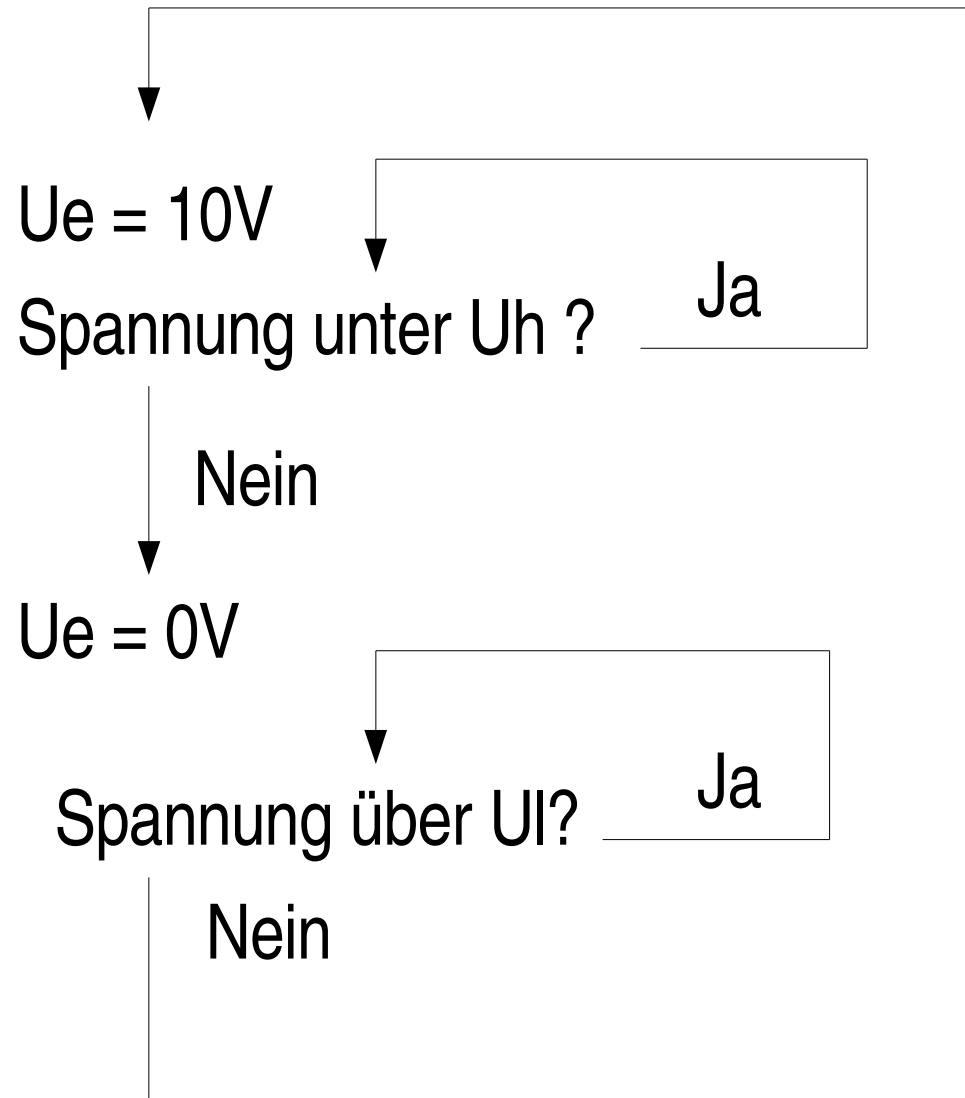 Ue = 10V
Ja
Spannung unter Uh ?
Nein
Ue = 0V
Ja
Spannung über Ul?
Nein